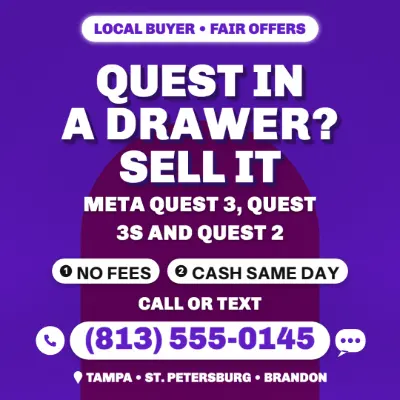 LOCAL BUYER • FAIR OFFERS
QUEST IN
A DRAWER?
SELL IT
META QUEST 3, QUEST
3S AND QUEST 2
1 NO FEES 2 CASH SAME DAY
CALL OR TEXT
(813) 555-0145
TAMPA • ST. PETERSBURG • BRANDON